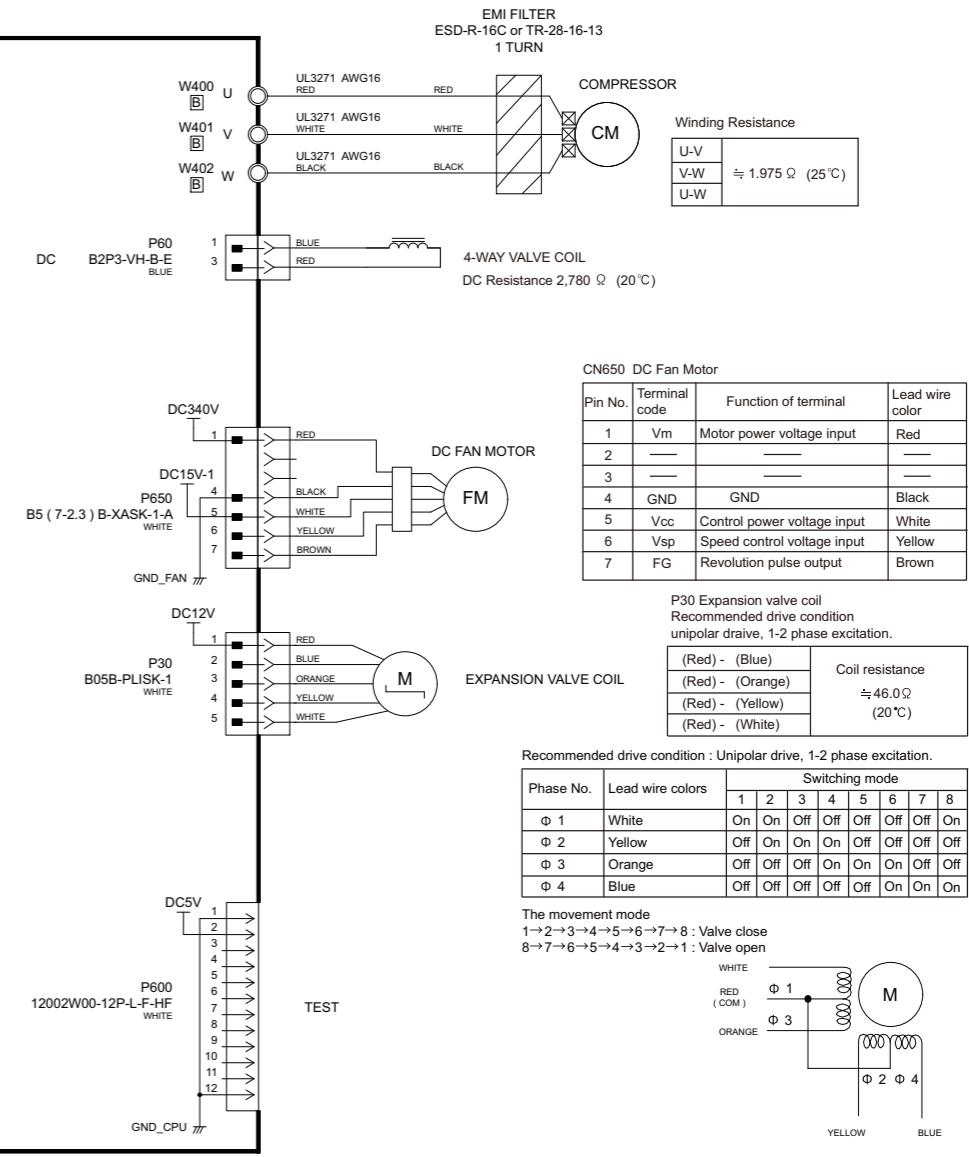 EMI FILTER
ESD-R-16C or TR-28-16-13
1 TURN
W400 U
B
UL3271 AWG16
RED
RED
COMPRESSOR
W401 V
B
UL3271 AWG16
WHITE
WHITE
CM
W402 W
B
UL3271 AWG16
BLACK
BLACK
Winding Resistance
U-V
V-W
U-W
≒ 1.975 Ω (25℃)
DC
P60
B2P3-VH-B-E
BLUE
1
3
BLUE
RED
4-WAY VALVE COIL
DC Resistance 2,780 Ω (20℃)
DC340V
DC15V-1
P650
B5 ( 7-2.3 ) B-XASK-1-A
WHITE
GND_FAN
1
4
5
6
7
RED
BLACK
WHITE
YELLOW
BROWN
DC FAN MOTOR
FM
CN650 DC Fan Motor
Pin No. Terminal code Function of terminal Lead wire color
1 Vm Motor power voltage input Red
2 — — —
3 — — —
4 GND GND Black
5 Vcc Control power voltage input White
6 Vsp Speed control voltage input Yellow
7 FG Revolution pulse output Brown
DC12V
P30
B05B-PLISK-1
WHITE
1
2
3
4
5
RED
BLUE
ORANGE
YELLOW
WHITE
M
EXPANSION VALVE COIL
P30 Expansion valve coil
Recommended drive condition
unipolar draive, 1-2 phase excitation.
(Red) - (Blue)
(Red) - (Orange)
(Red) - (Yellow)
(Red) - (White)
Coil resistance
≒46.0Ω
(20℃)
Recommended drive condition : Unipolar drive, 1-2 phase excitation.
Phase No. Lead wire colors Switching mode
1 2 3 4 5 6 7 8
Φ 1 White On On Off Off Off Off Off On
Φ 2 Yellow Off On On On Off Off Off Off
Φ 3 Orange Off Off Off On On On Off Off
Φ 4 Blue Off Off Off Off Off On On On
The movement mode
1→2→3→4→5→6→7→8 : Valve close
8→7→6→5→4→3→2→1 : Valve open
DC5V
P600
12002W00-12P-L-F-HF
WHITE
GND_CPU
1
2
3
4
5
6
7
8
9
10
11
12
TEST
WHITE
RED
( COM )
ORANGE
Φ 1
Φ 3
M
Φ 2 Φ 4
YELLOW
BLUE